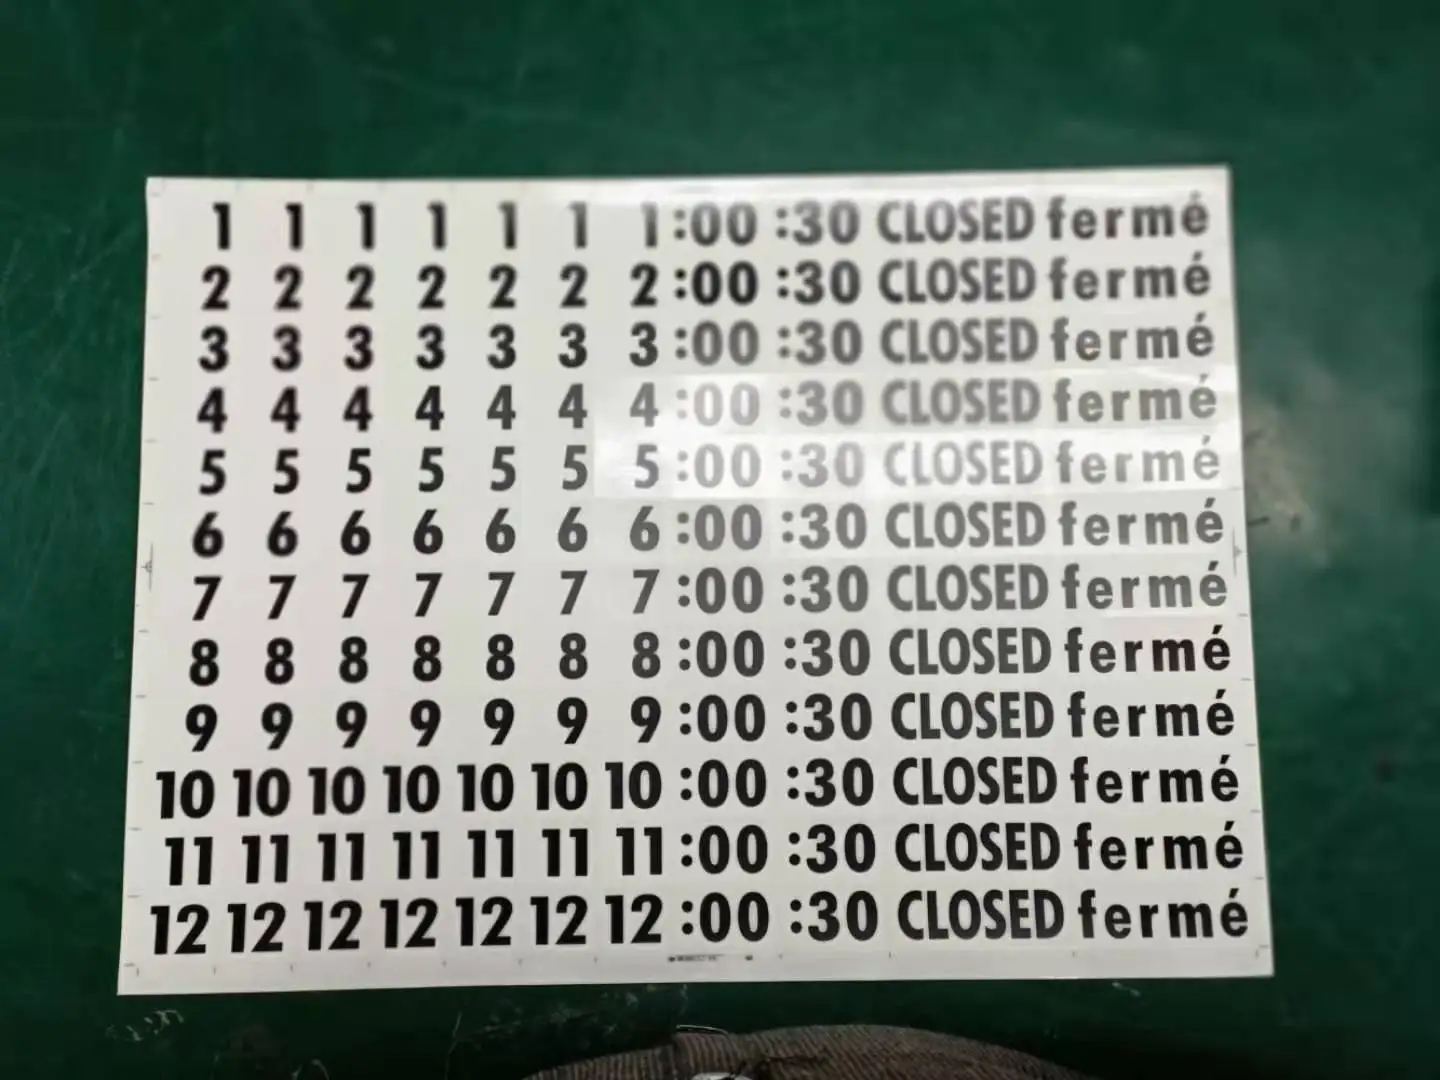 1 1 1 1 1 1 1 :00 :30 CLOSED fermé
2 2 2 2 2 2 2 :00 :30 CLOSED fermé
3 3 3 3 3 3 3 :00 :30 CLOSED fermé
4 4 4 4 4 4 4 :00 :30 CLOSED fermé
5 5 5 5 5 5 5 :00 :30 CLOSED fermé
6 6 6 6 6 6 6 :00 :30 CLOSED fermé
7 7 7 7 7 7 7 :00 :30 CLOSED fermé
8 8 8 8 8 8 8 :00 :30 CLOSED fermé
9 9 9 9 9 9 9 :00 :30 CLOSED fermé
10 10 10 10 10 10 10 :00 :30 CLOSED fermé
11 11 11 11 11 11 11 :00 :30 CLOSED fermé
12 12 12 12 12 12 12 :00 :30 CLOSED fermé